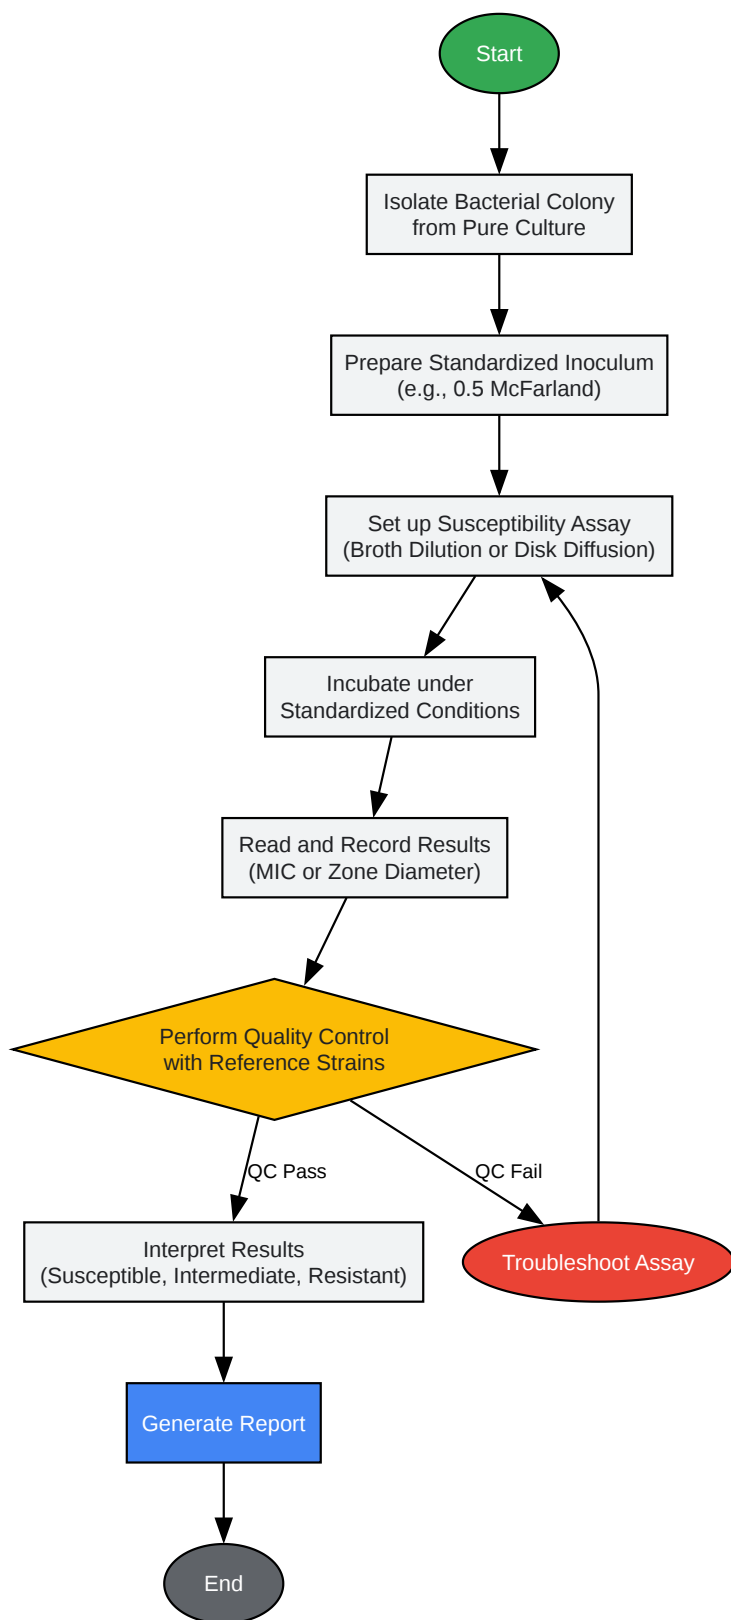 Start
Isolate Bacterial Colony
from Pure Culture
Prepare Standardized Inoculum
(e.g., 0.5 McFarland)
Set up Susceptibility Assay
(Broth Dilution or Disk Diffusion)
Incubate under
Standardized Conditions
Read and Record Results
(MIC or Zone Diameter)
Perform Quality Control
with Reference Strains
QC Pass
QC Fail
Interpret Results
(Susceptible, Intermediate, Resistant)
Troubleshoot Assay
Generate Report
End